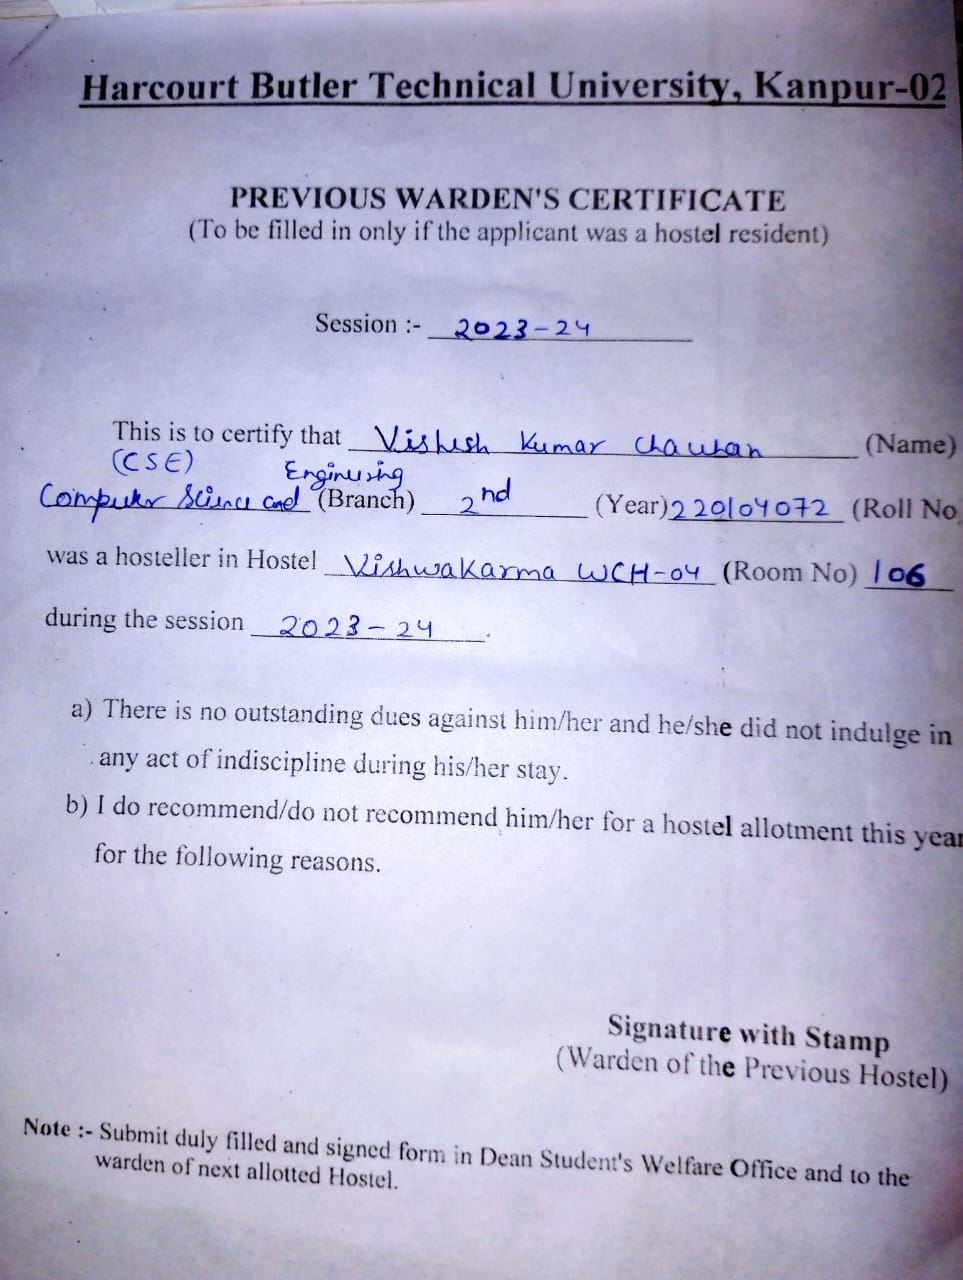 Harcourt Butler Technical University, Kanpur-02
PREVIOUS WARDEN'S CERTIFICATE
(To be filled in only if the applicant was a hostel resident)
Session :- 2023-24
This is to certify that Vishesh Kumar Chauhan (Name)
(CSE) Engineering
Computer Science and (Branch) 2nd (Year) 220104072 (Roll No
was a hosteller in Hostel Vishwakarma WCH-04 (Room No) 106
during the session 2023-24.
a) There is no outstanding dues against him/her and he/she did not indulge in
any act of indiscipline during his/her stay.
b) I do recommend/do not recommend him/her for a hostel allotment this year
for the following reasons.
Signature with Stamp
(Warden of the Previous Hostel)
Note :- Submit duly filled and signed form in Dean Student's Welfare Office and to the
warden of next allotted Hostel.